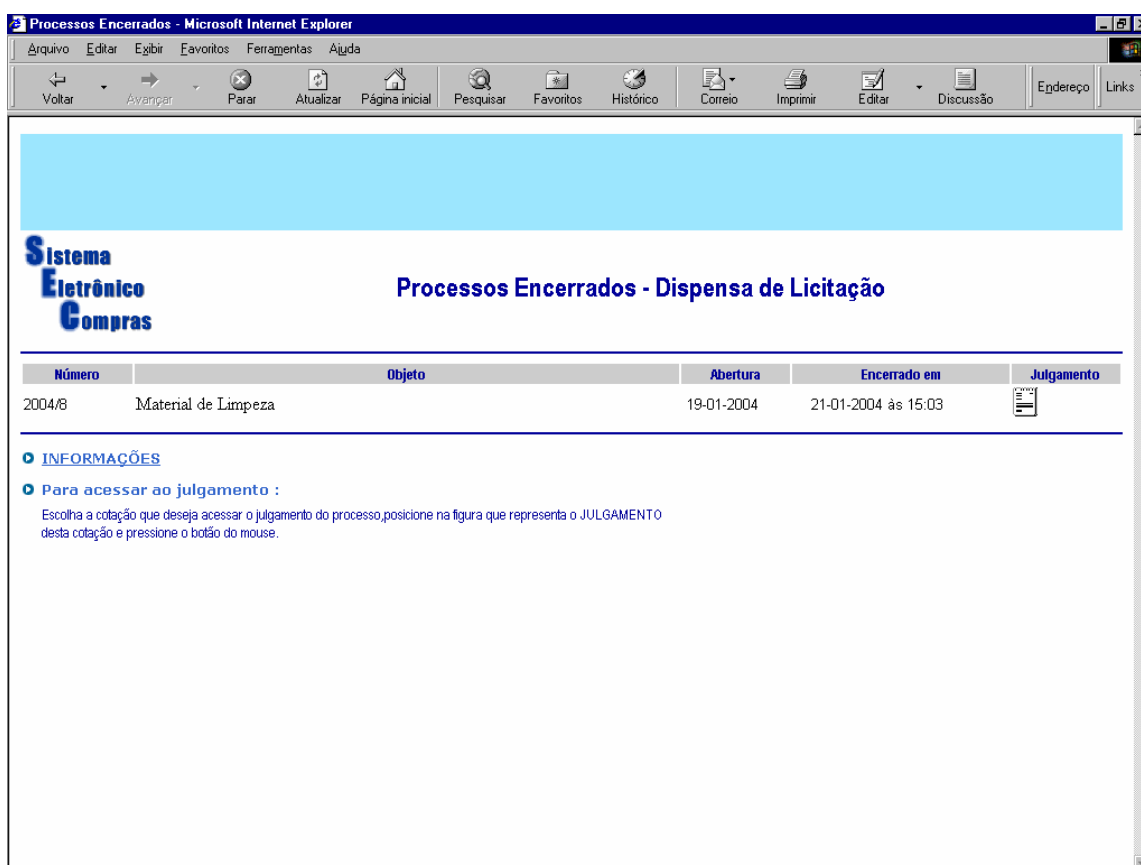 Processos Encerrados - Microsoft Internet Explorer
Arquivo Editar Exibir Favoritos Ferramentas Ajuda
Voltar Avançar Parar Atualizar Página inicial Pesquisar Favoritos Histórico Correio Imprimir Editar Discussão Endereço Links
Sistema
Eletrônico
Compras
Processos Encerrados - Dispensa de Licitação
Número Objeto Abertura Encerrado em Julgamento
2004/8 Material de Limpeza 19-01-2004 21-01-2004 às 15:03
INFORMAÇÕES
Para acessar ao julgamento :
Escolha a cotação que deseja acessar o julgamento do processo,posicione na figura que representa o JULGAMENTO
desta cotação e pressione o botão do mouse.